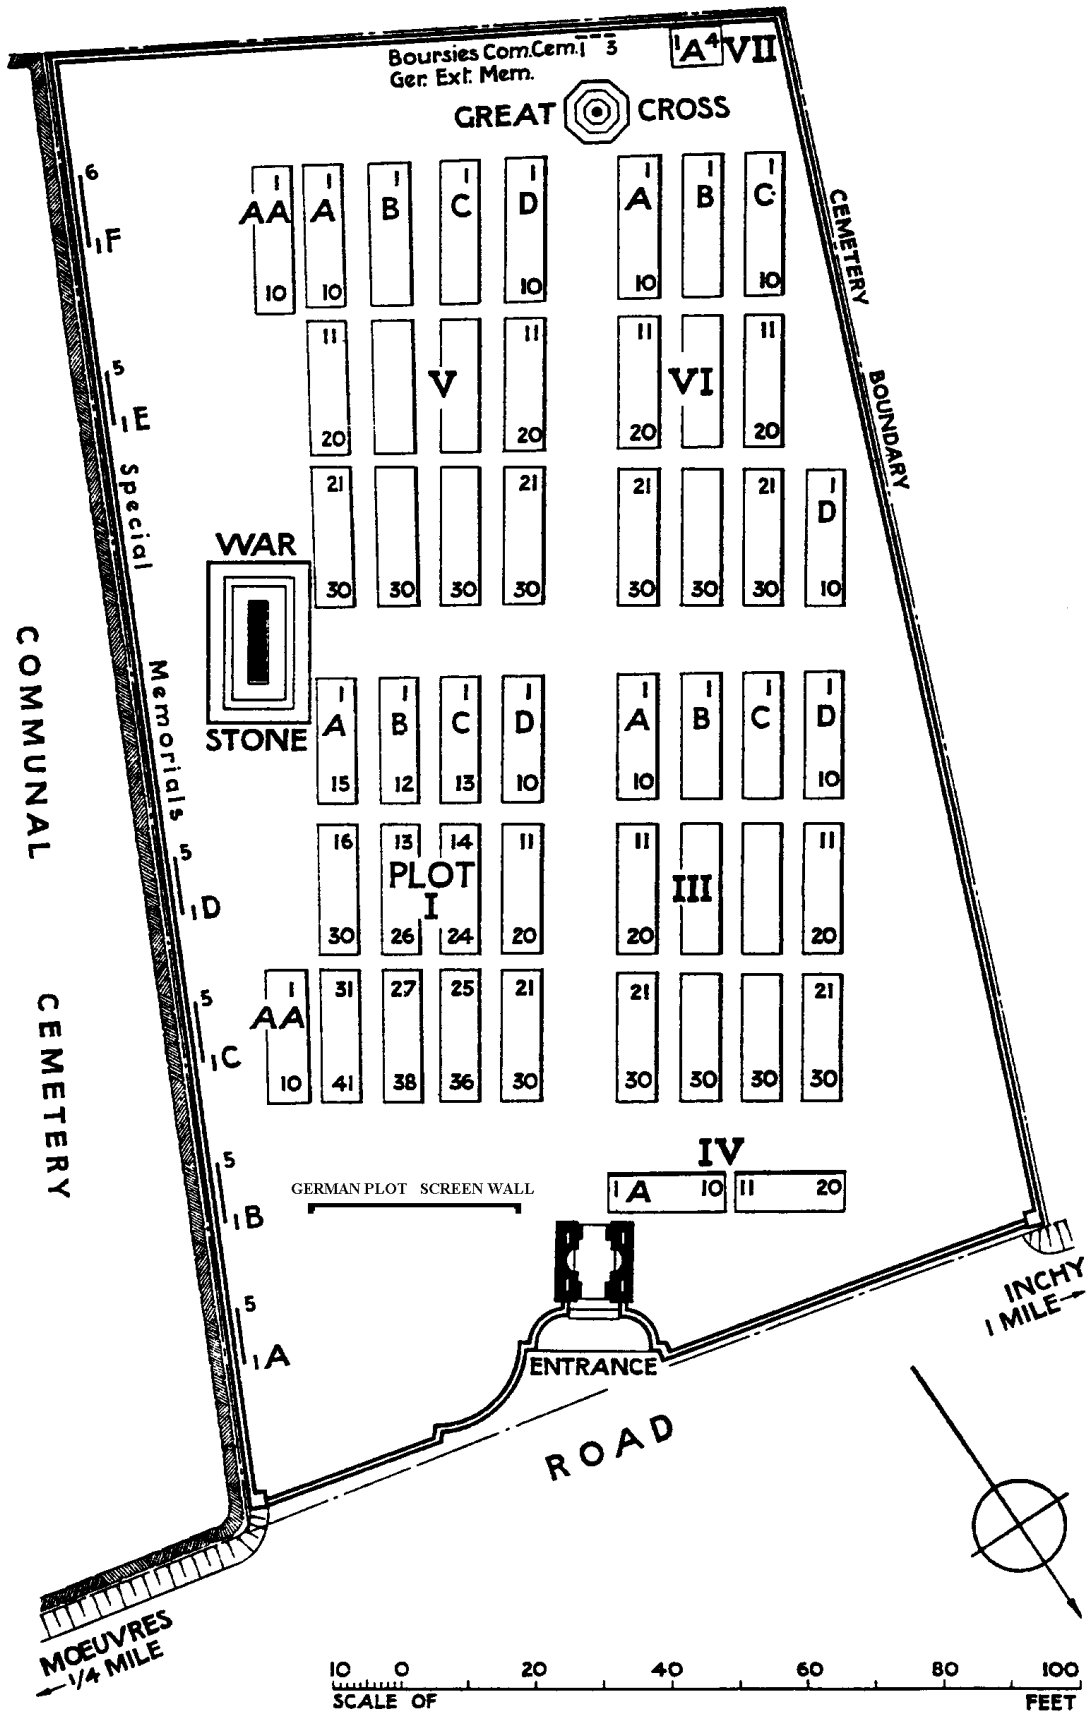 Boursies Com.Cem. 1 3
Ger. Ext. Mem.
1 A 4 VII
GREAT CROSS
6
1 F
1 1 1 1 1 1 1 1
AA A B C D A B C
10 10 10 10 10
CEMETERY
BOUNDARY
11 11 11 11
5
1 E
V VI
20 20 20 20
Special
21 21 21 21 1
D
30 30 30 30 30 30 30 10
WAR
STONE
COMMUNAL
CEMETERY
Memorials
1 1 1 1 1 1 1 1
A B C D A B C D
15 12 13 10 10 10
5
1 D
16 13 14 11 11 11
PLOT
I III
30 26 24 20 20 20
5
1 C
1 31 27 25 21 21 21
AA
10 41 38 36 30 30 30 30 30
5
1 B
IV
GERMAN PLOT SCREEN WALL
1 A 10 11 20
5
1 A
INCHY
1 MILE
ENTRANCE
ROAD
MOEUVRES
1/4 MILE
10 0 20 40 60 80 100
SCALE OF FEET